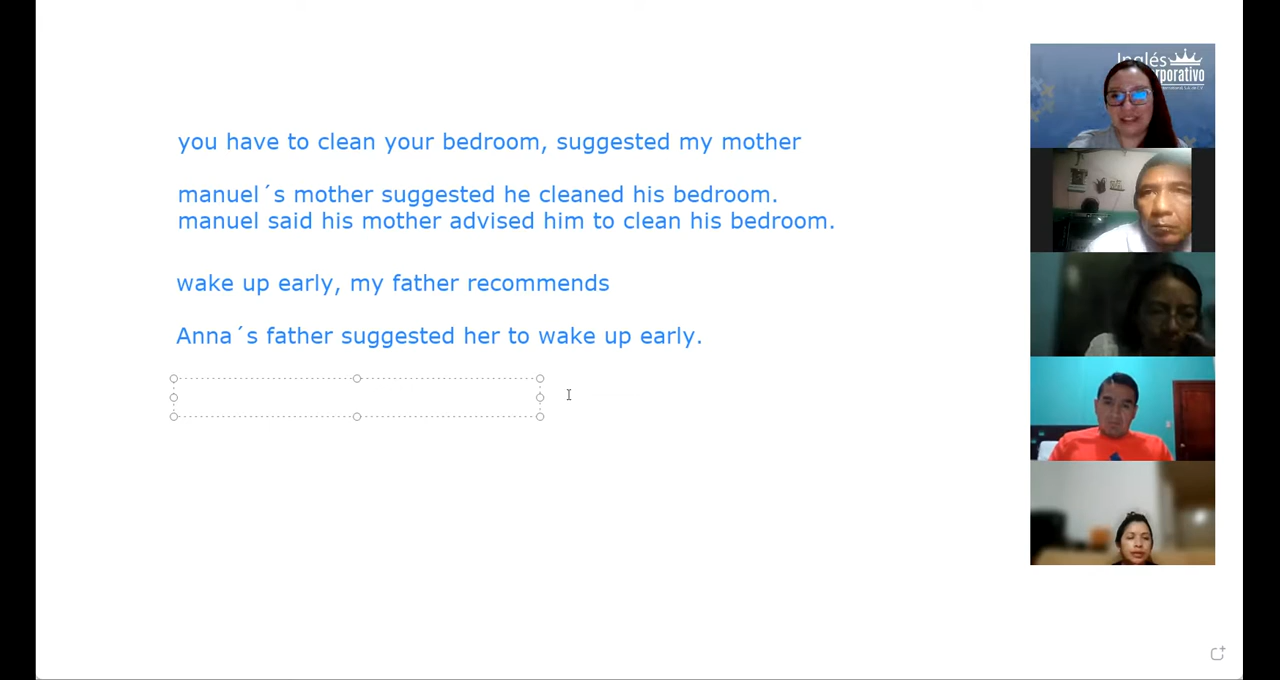 you have to clean your bedroom, suggested my mother
manuel´s mother suggested he cleaned his bedroom.
manuel said his mother advised him to clean his bedroom.
wake up early, my father recommends
Anna´s father suggested her to wake up early.
Inglés
orporativo